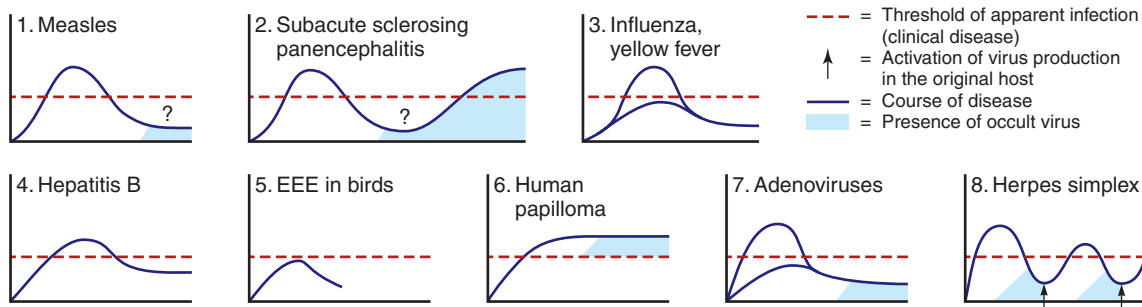 1. Measles
?
2. Subacute sclerosing
panencephalitis
?
3. Influenza,
yellow fever
= Threshold of apparent infection
(clinical disease)
= Activation of virus production
in the original host
= Course of disease
= Presence of occult virus
4. Hepatitis B
5. EEE in birds
6. Human
papilloma
7. Adenoviruses
8. Herpes simplex